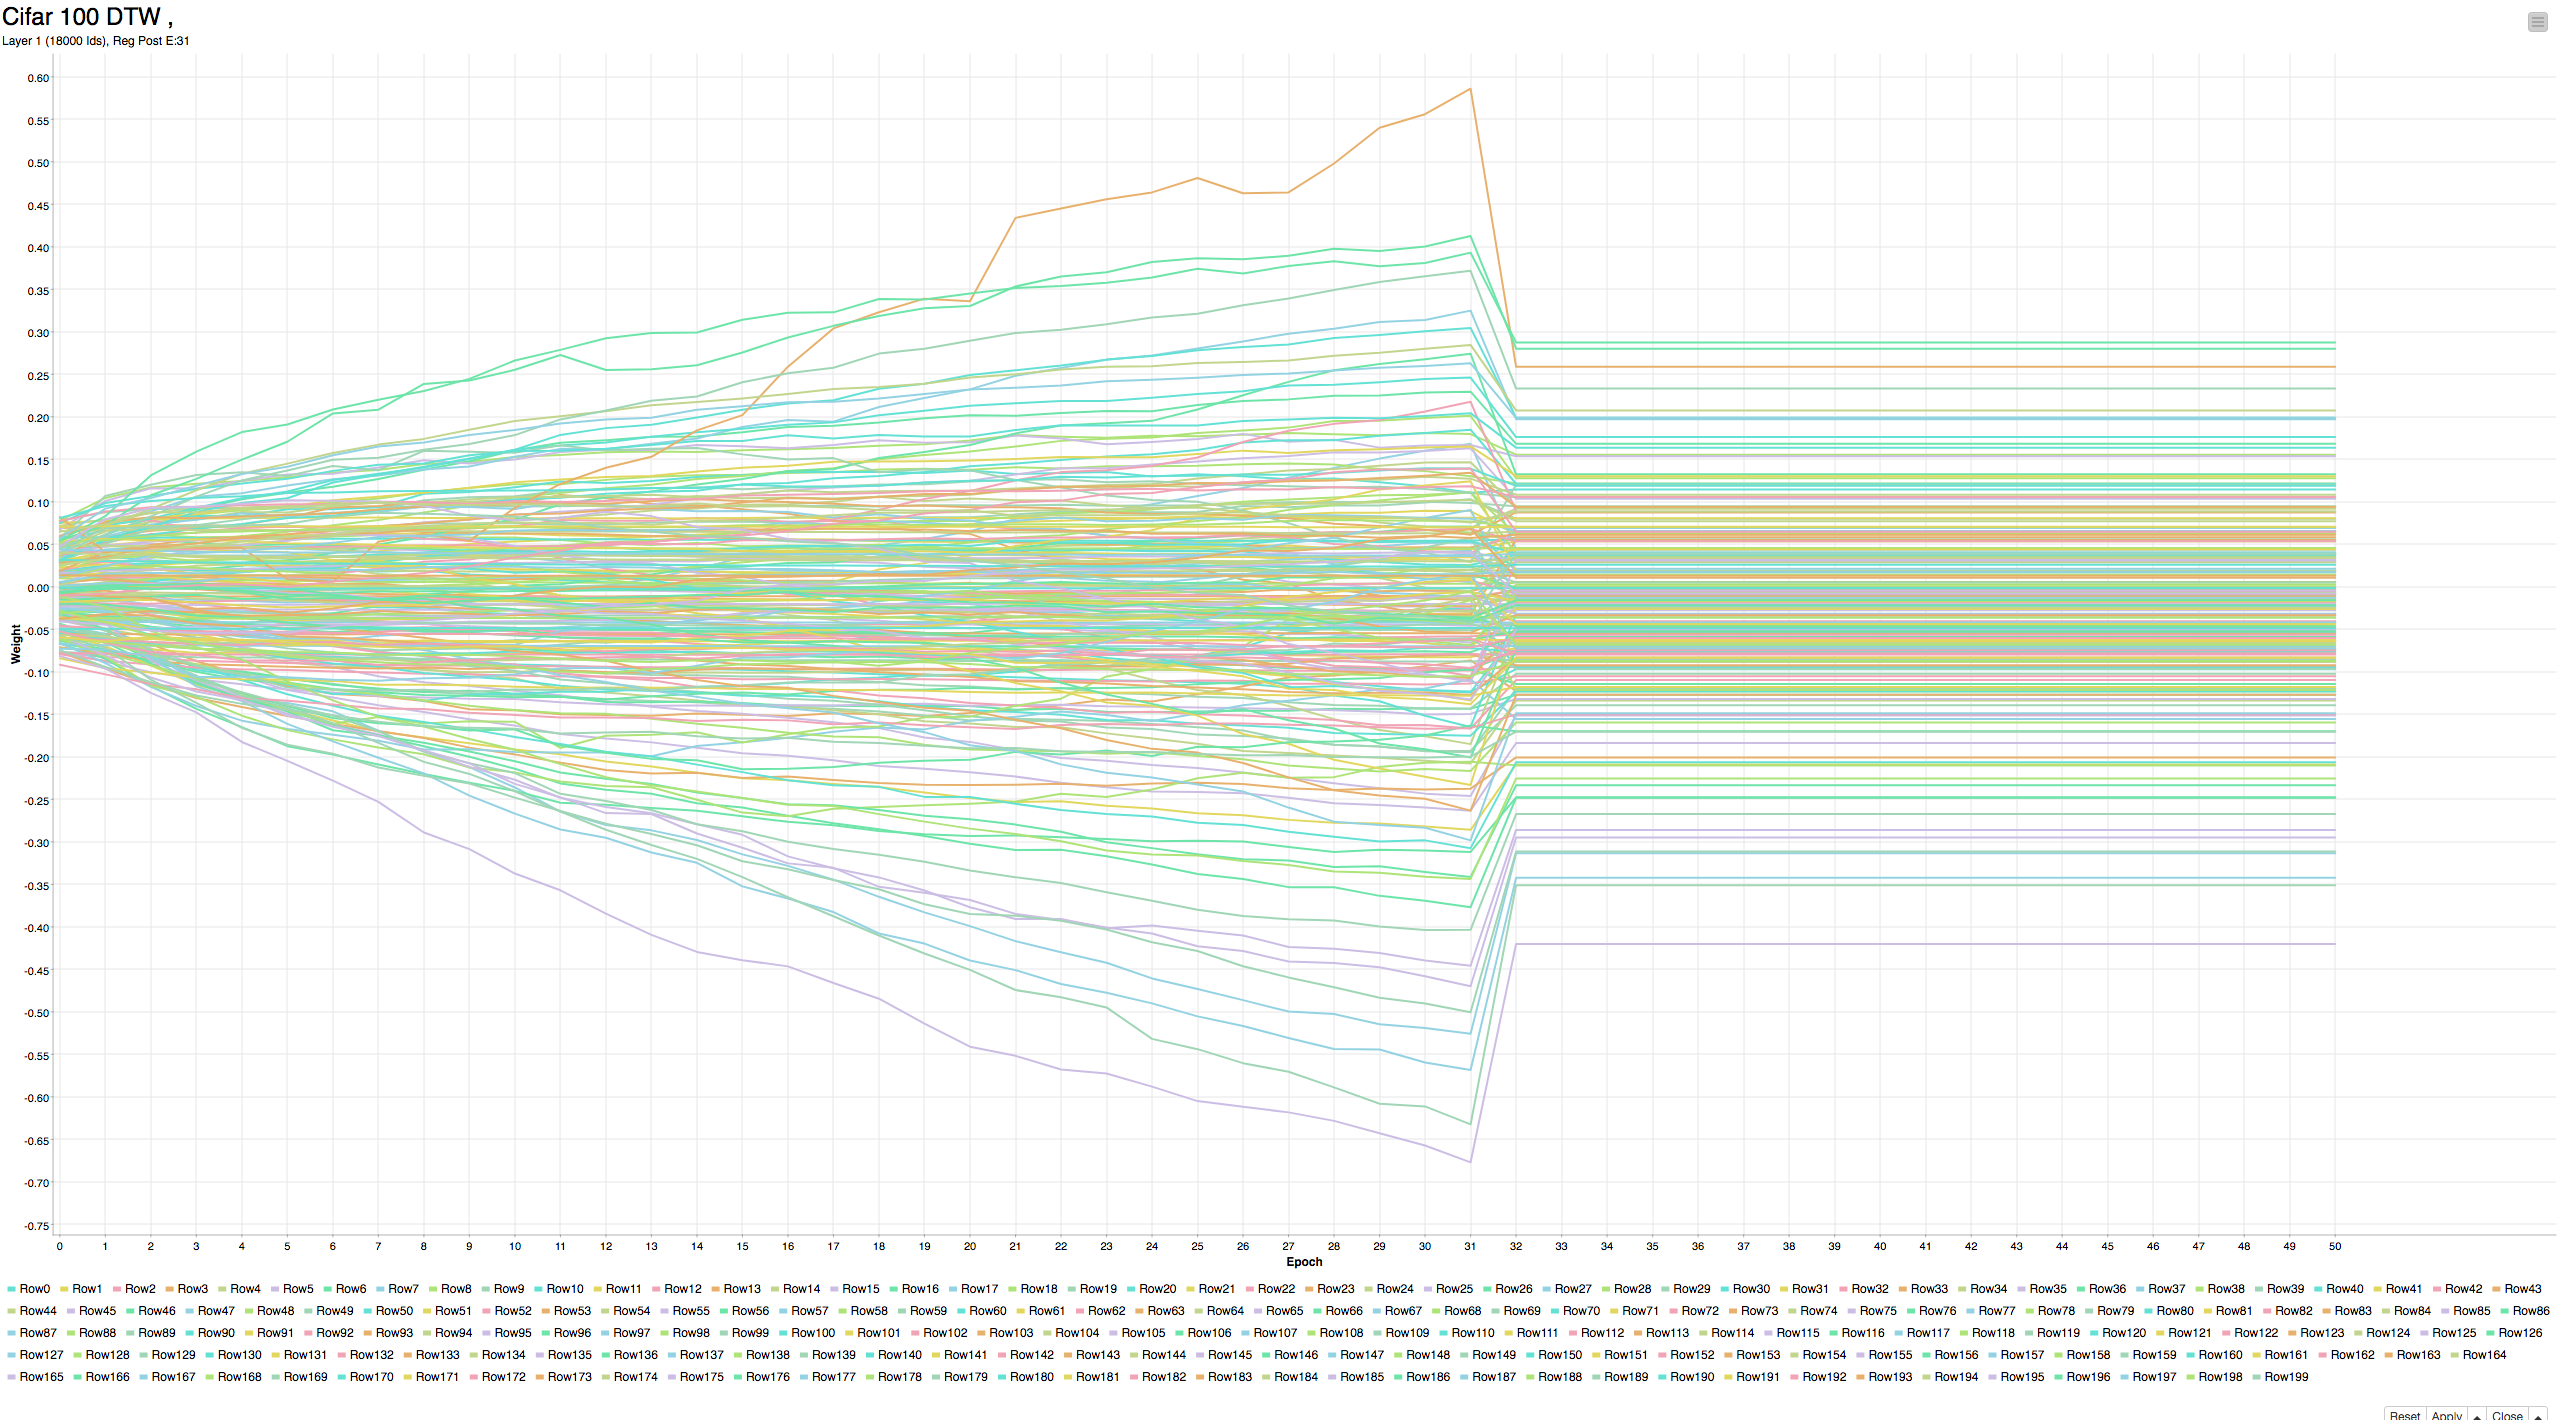 Cifar 100 DTW ,
Layer 1 (18000 Ids), Reg Post E:31
0.60
0.55
0.50
0.45
0.40
0.35
0.30
0.25
0.20
0.15
0.10
0.05
0.00
-0.05
-0.10
-0.15
-0.20
-0.25
-0.30
-0.35
-0.40
-0.45
-0.50
-0.55
-0.60
-0.65
-0.70
-0.75
Weight
0 1 2 3 4 5 6 7 8 9 10 11 12 13 14 15 16 17 18 19 20 21 22 23 24 25 26 27 28 29 30 31 32 33 34 35 36 37 38 39 40 41 42 43 44 45 46 47 48 49 50
Epoch
Row0 Row1 Row2 Row3 Row4 Row5 Row6 Row7 Row8 Row9 Row10 Row11 Row12 Row13 Row14 Row15 Row16 Row17 Row18 Row19 Row20 Row21 Row22 Row23 Row24 Row25 Row26 Row27 Row28 Row29 Row30 Row31 Row32 Row33 Row34 Row35 Row36 Row37 Row38 Row39 Row40 Row41 Row42 Row43
Row44 Row45 Row46 Row47 Row48 Row49 Row50 Row51 Row52 Row53 Row54 Row55 Row56 Row57 Row58 Row59 Row60 Row61 Row62 Row63 Row64 Row65 Row66 Row67 Row68 Row69 Row70 Row71 Row72 Row73 Row74 Row75 Row76 Row77 Row78 Row79 Row80 Row81 Row82 Row83 Row84 Row85 Row86
Row87 Row88 Row89 Row90 Row91 Row92 Row93 Row94 Row95 Row96 Row97 Row98 Row99 Row100 Row101 Row102 Row103 Row104 Row105 Row106 Row107 Row108 Row109 Row110 Row111 Row112 Row113 Row114 Row115 Row116 Row117 Row118 Row119 Row120 Row121 Row122 Row123 Row124 Row125 Row126
Row127 Row128 Row129 Row130 Row131 Row132 Row133 Row134 Row135 Row136 Row137 Row138 Row139 Row140 Row141 Row142 Row143 Row144 Row145 Row146 Row147 Row148 Row149 Row150 Row151 Row152 Row153 Row154 Row155 Row156 Row157 Row158 Row159 Row160 Row161 Row162 Row163 Row164
Row165 Row166 Row167 Row168 Row169 Row170 Row171 Row172 Row173 Row174 Row175 Row176 Row177 Row178 Row179 Row180 Row181 Row182 Row183 Row184 Row185 Row186 Row187 Row188 Row189 Row190 Row191 Row192 Row193 Row194 Row195 Row196 Row197 Row198 Row199
Reset Apply Close